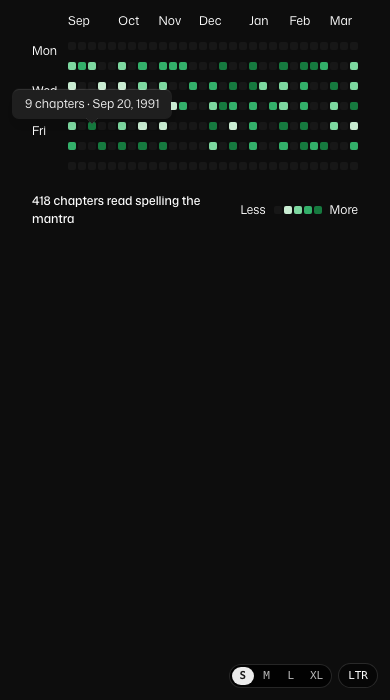 Sep Oct Nov Dec Jan Feb Mar
Mon
9 chapters · Sep 20, 1991
Fri
418 chapters read spelling the
mantra
Less More
S M L XL LTR